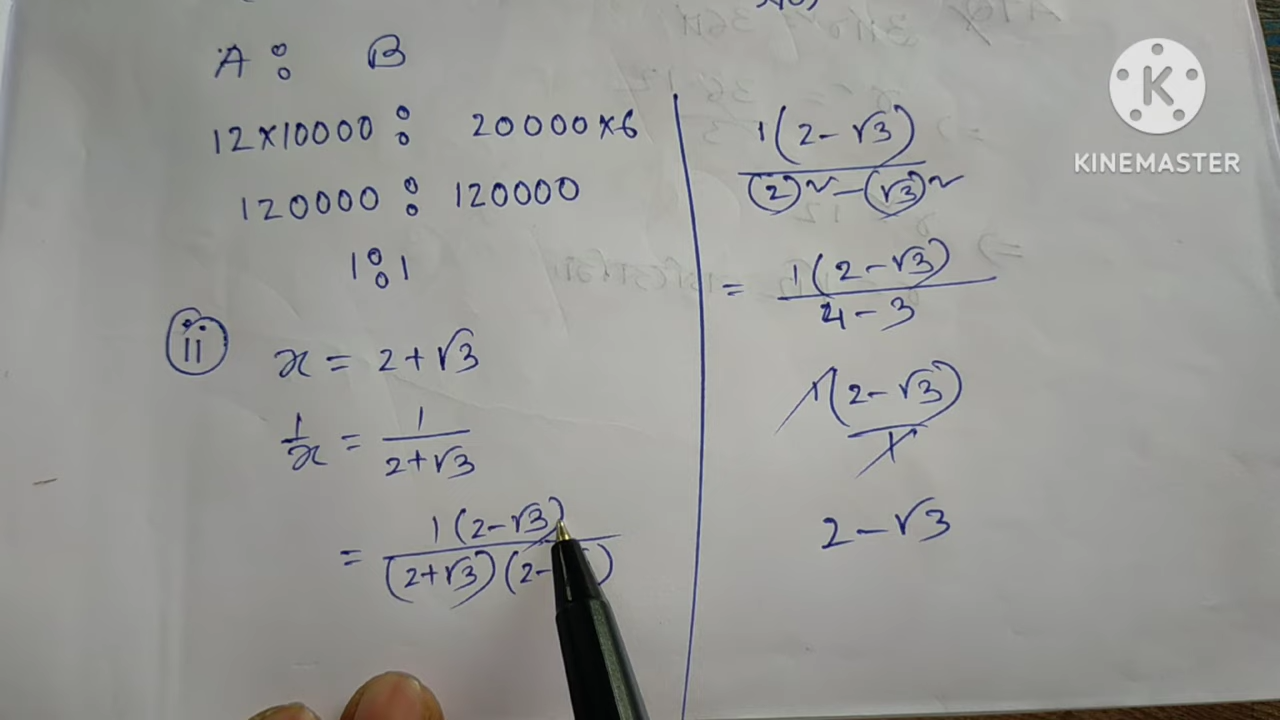 A : B
12×10000 : 20000×6
120000 : 120000
1 : 1
(ii) x = 2+√3
1/x = 1/(2+√3)
= 1(2-√3)/(2+√3)(2-
1(2-√3)/(2)²-(√3)²
= 1(2-√3)/4-3
1(2-√3)/1
2-√3
KINEMASTER